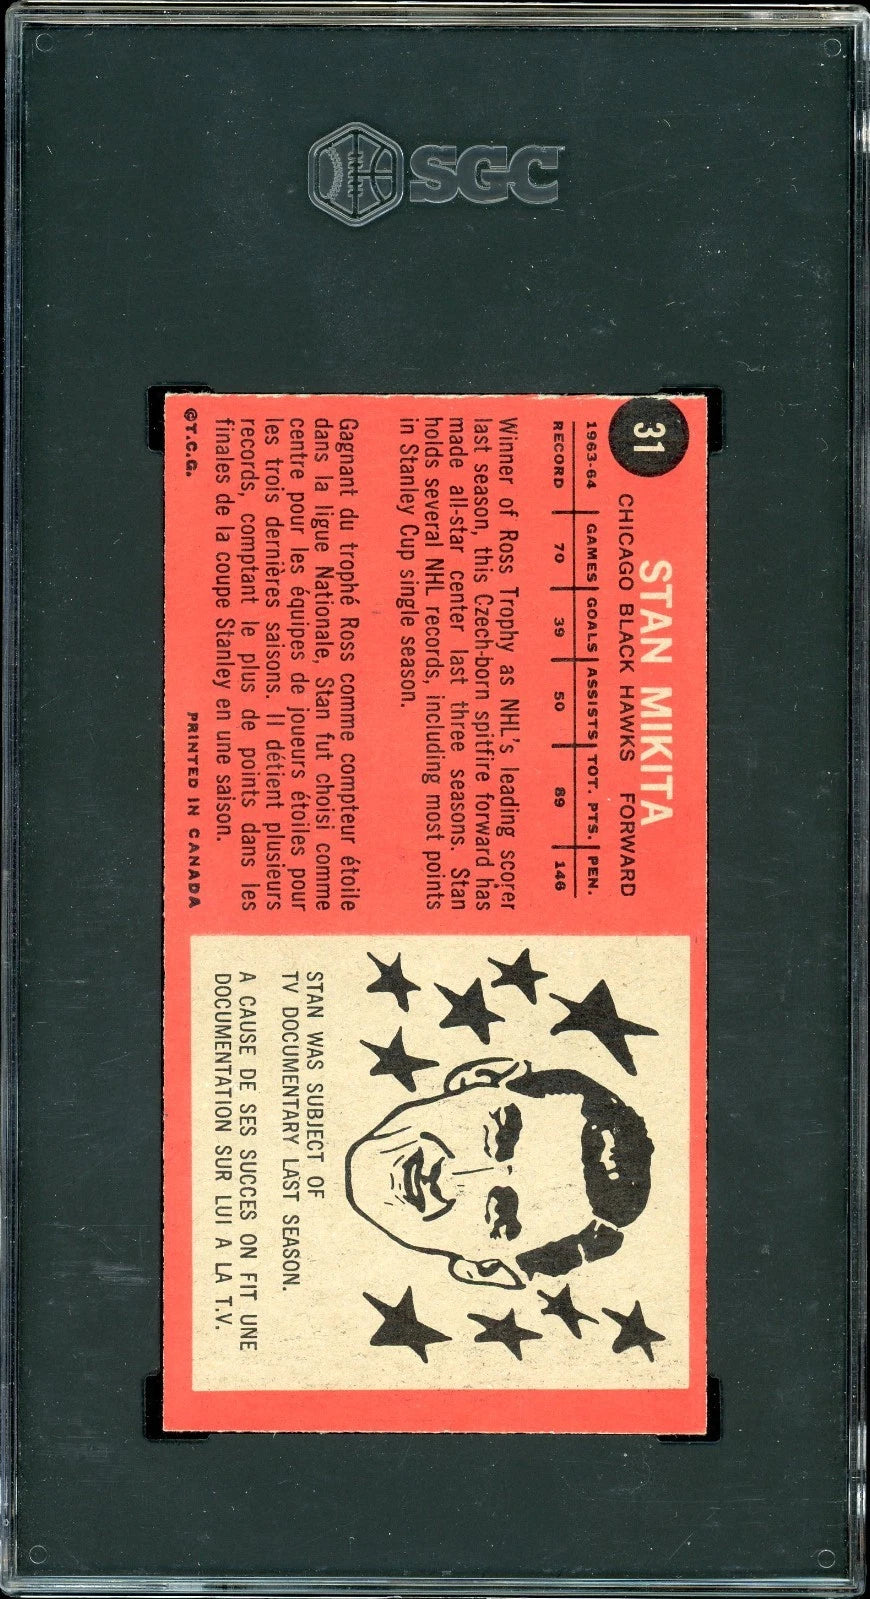 SGC
31
STAN MIKITA
CHICAGO BLACK HAWKS FORWARD
1963-64 GAMES GOALS ASSISTS TOT. PTS. PEN.
RECORD 70 39 50 89 146
Winner of Ross Trophy as NHL's leading scorer
last season, this Czech-born spitfire forward has
made all-star center last three seasons. Stan
holds several NHL records, including most points
in Stanley Cup single season.
Gagnant du trophé Ross comme compteur étoile
dans la ligue Nationale, Stan fut choisi comme
centre pour les équipes de joueurs étoiles pour
les trois dernières saisons. Il détient plusieurs
records, comptant le plus de points dans les
finales de la coupe Stanley en une saison.
©T.C.G. PRINTED IN CANADA
STAN WAS SUBJECT OF
TV DOCUMENTARY LAST SEASON.
A CAUSE DE SES SUCCES ON FIT UNE
DOCUMENTATION SUR LUI A LA T.V.